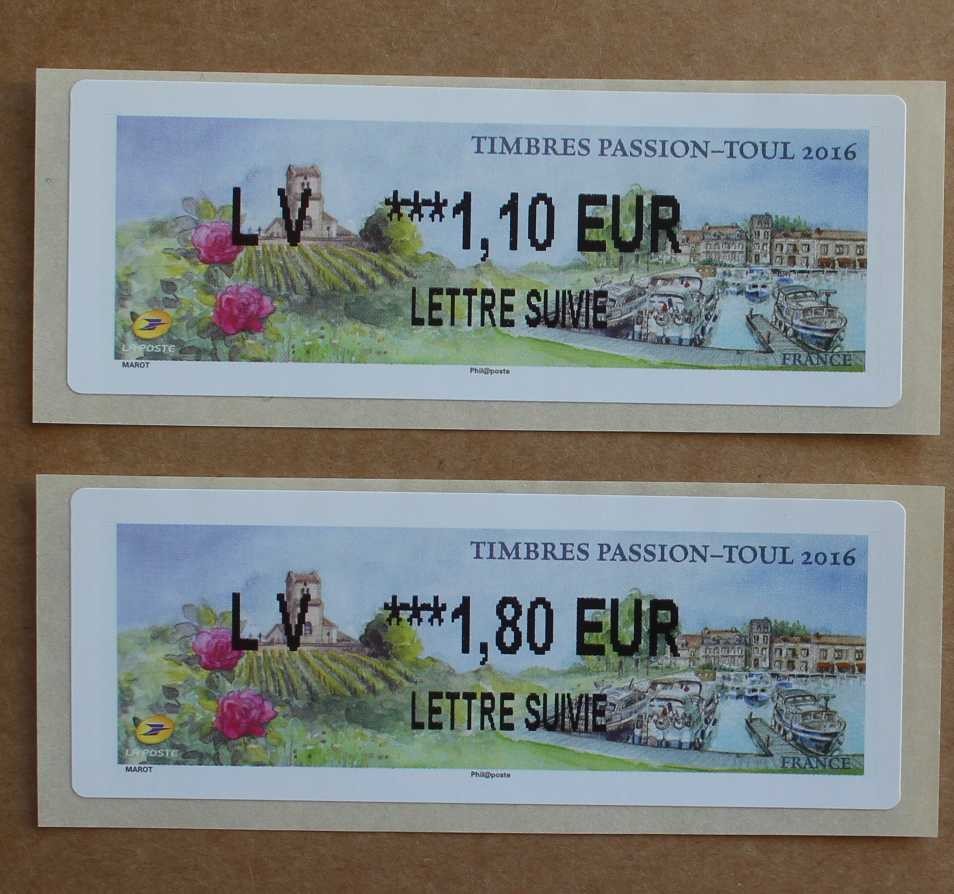 TIMBRES PASSION–TOUL 2016
LV ***1,10 EUR
LETTRE SUIVIE
LA POSTE
FRANCE
MAROT
Phil@poste
TIMBRES PASSION–TOUL 2016
LV ***1,80 EUR
LETTRE SUIVIE
LA POSTE
FRANCE
MAROT
Phil@poste